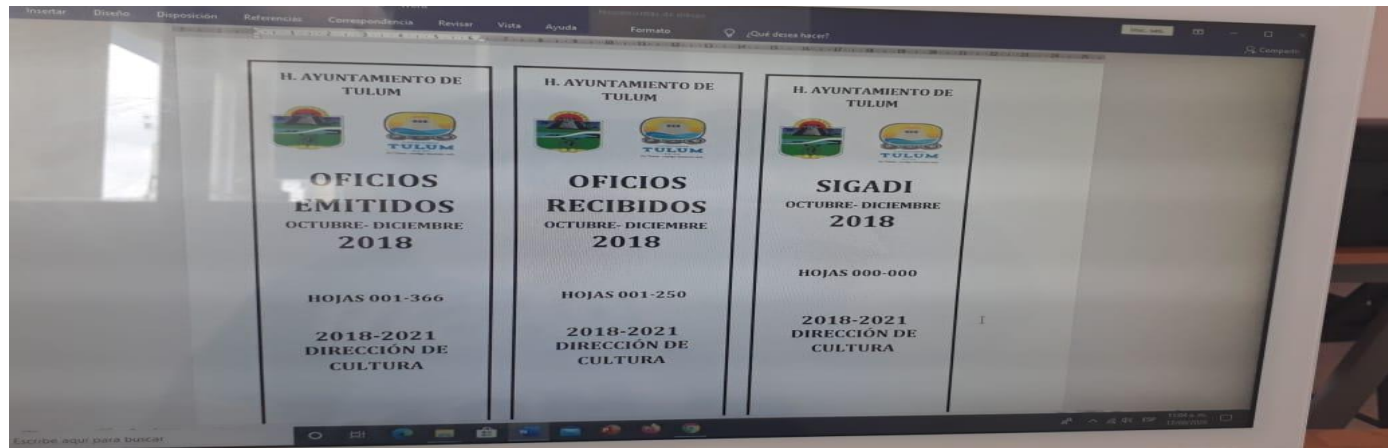 Insertar Diseño Disposición Referencias Correspondencia Revisar Vista Ayuda Formato ¿Qué desea hacer?
Compartir
H. AYUNTAMIENTO DE
TULUM
TULUM
OFICIOS
EMITIDOS
OCTUBRE- DICIEMBRE
2018
HOJAS 001-366
2018-2021
DIRECCIÓN DE
CULTURA
H. AYUNTAMIENTO DE
TULUM
TULUM
OFICIOS
RECIBIDOS
OCTUBRE- DICIEMBRE
2018
HOJAS 001-250
2018-2021
DIRECCIÓN DE
CULTURA
H. AYUNTAMIENTO DE
TULUM
TULUM
SIGADI
OCTUBRE- DICIEMBRE
2018
HOJAS 000-000
2018-2021
DIRECCIÓN DE
CULTURA
Escribe aquí para buscar
ESP